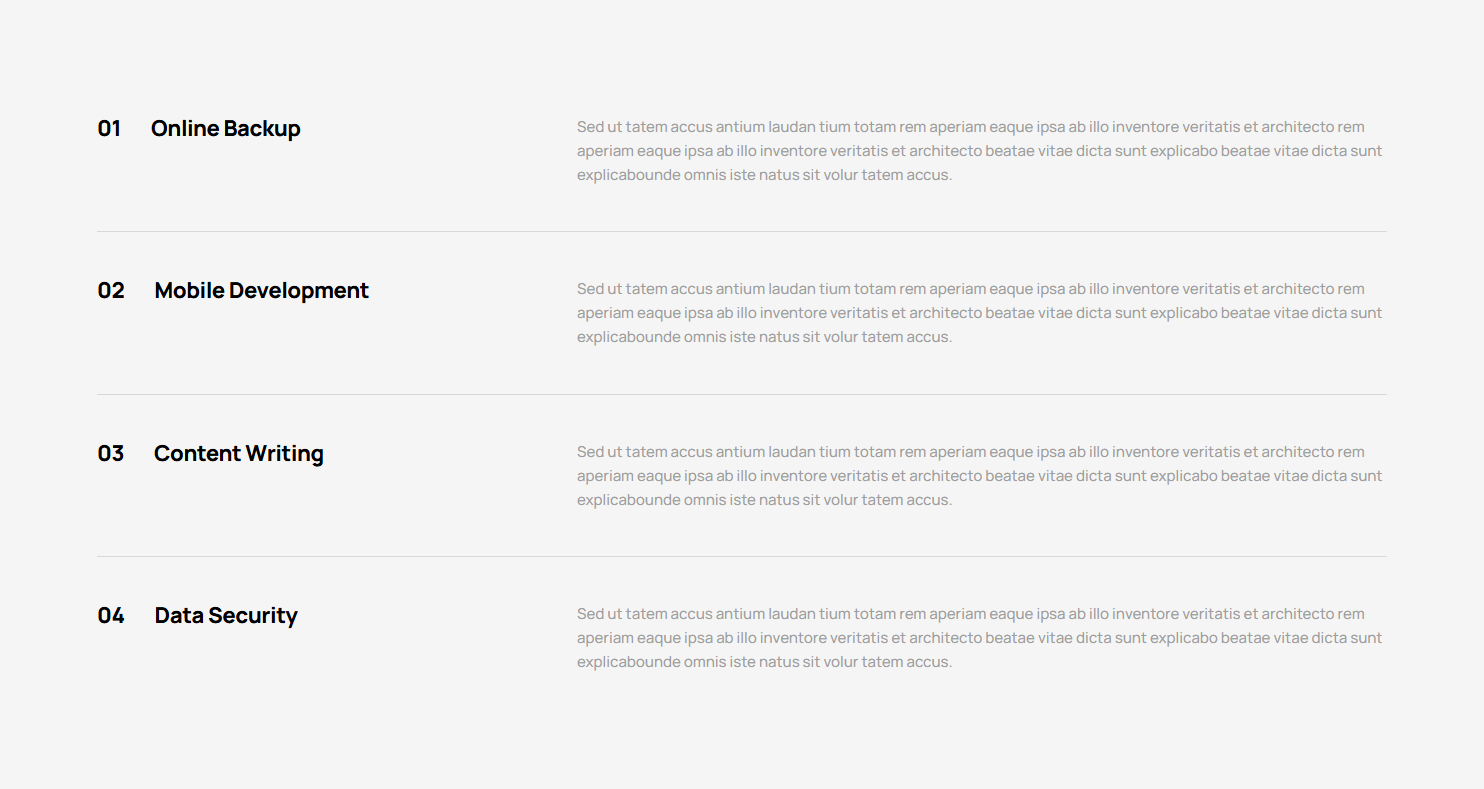 01 Online Backup
Sed ut tatem accus antium laudan tium totam rem aperiam eaque ipsa ab illo inventore veritatis et architecto rem
aperiam eaque ipsa ab illo inventore veritatis et architecto beatae vitae dicta sunt explicabo beatae vitae dicta sunt
explicabounde omnis iste natus sit volur tatem accus.
02 Mobile Development
Sed ut tatem accus antium laudan tium totam rem aperiam eaque ipsa ab illo inventore veritatis et architecto rem
aperiam eaque ipsa ab illo inventore veritatis et architecto beatae vitae dicta sunt explicabo beatae vitae dicta sunt
explicabounde omnis iste natus sit volur tatem accus.
03 Content Writing
Sed ut tatem accus antium laudan tium totam rem aperiam eaque ipsa ab illo inventore veritatis et architecto rem
aperiam eaque ipsa ab illo inventore veritatis et architecto beatae vitae dicta sunt explicabo beatae vitae dicta sunt
explicabounde omnis iste natus sit volur tatem accus.
04 Data Security
Sed ut tatem accus antium laudan tium totam rem aperiam eaque ipsa ab illo inventore veritatis et architecto rem
aperiam eaque ipsa ab illo inventore veritatis et architecto beatae vitae dicta sunt explicabo beatae vitae dicta sunt
explicabounde omnis iste natus sit volur tatem accus.